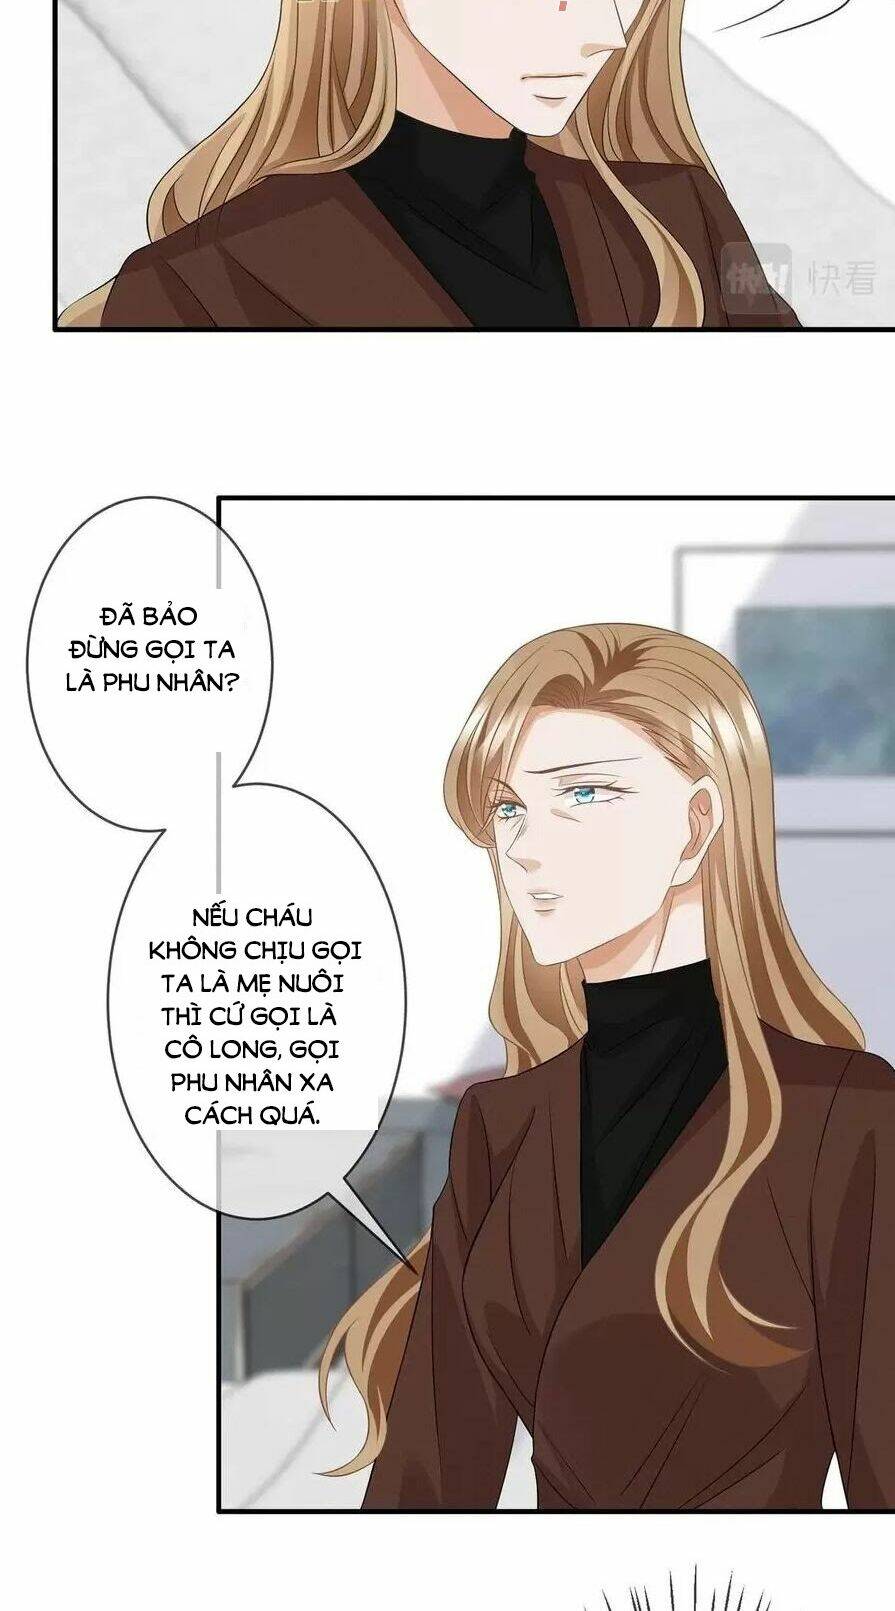 快看
ĐÃ BẢO
ĐỪNG GỌI TA
LÀ PHU NHÂN?
NẾU CHÁU
KHÔNG CHỊU GỌI
TA LÀ MẸ NUÔI
THÌ CỨ GỌI LÀ
CÔ LONG, GỌI
PHU NHÂN XA
CÁCH QUÁ.